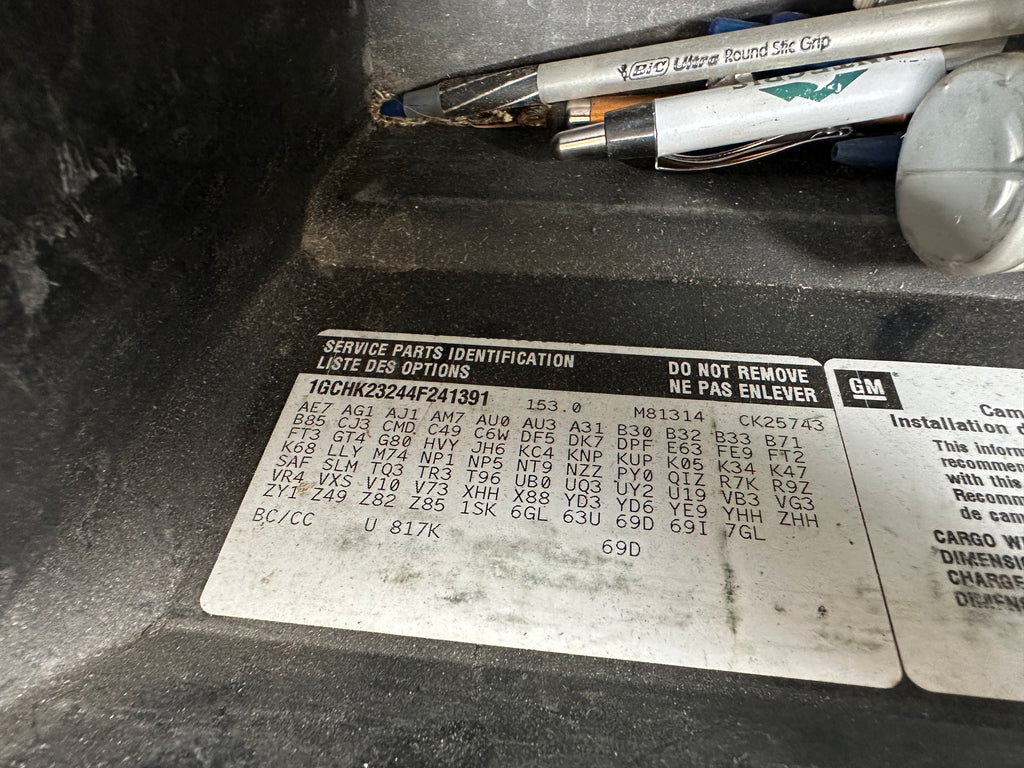 BIC Ultra Round Stic Grip
SERVICE PARTS IDENTIFICATION
LISTE DES OPTIONS
DO NOT REMOVE
NE PAS ENLEVER
1GCHK23244F241391 153.0 M81314 CK25743
AE7 AG1 AJ1 AM7 AU0 AU3 A31 B30 B32 B33 B71
B85 CJ3 CMD C49 C6W DF5 DK7 DPF E63 FE9 FT2
FT3 GT4 G80 HVY JH6 KC4 KNP KUP K05 K34 K47
K68 LLY M74 NP1 NP5 NT9 NZZ PY0 QIZ R7K R9Z
SAF SLM TQ3 TR3 T96 UB0 UQ3 UY2 U19 VB3 VG3
VR4 VXS V10 V73 XHH X88 YD3 YD6 YE9 YHH ZHH
ZY1 Z49 Z82 Z85 1SK 6GL 63U 69D 69I 7GL
BC/CC U 817K
69D
GM
Cam
Installation d
This inform
recommen
with this
Recomm
de cam
CARGO W
DIMENSI
CHARGE
DIMENS